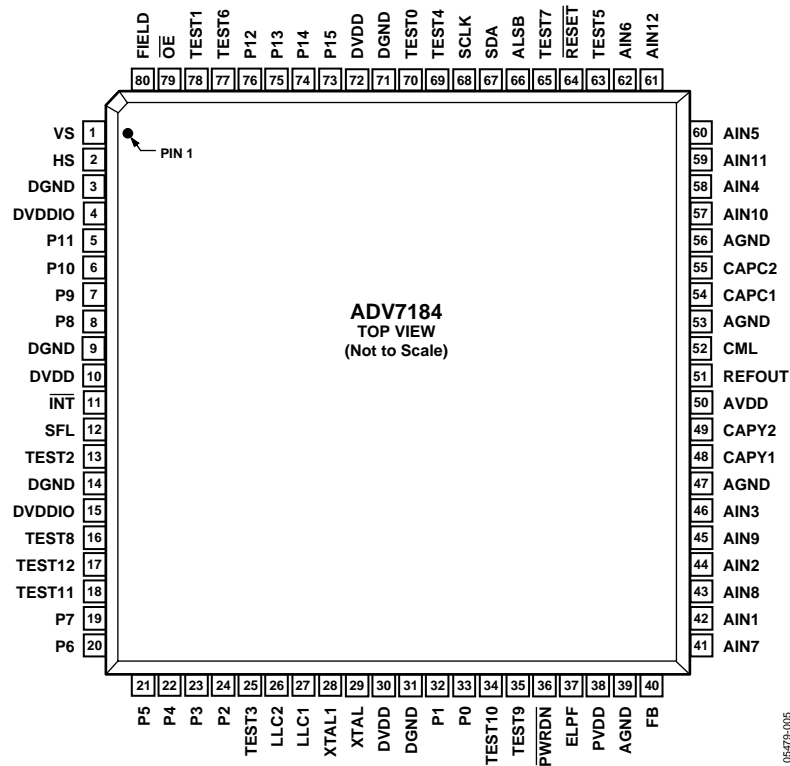 FIELD
OE
TEST1
TEST6
P12
P13
P14
P15
DVDD
DGND
TEST0
TEST4
SCLK
SDA
ALSB
TEST7
RESET
TEST5
AIN6
AIN12
80 79 78 77 76 75 74 73 72 71 70 69 68 67 66 65 64 63 62 61
VS 1
HS 2
DGND 3
DVDDIO 4
P11 5
P10 6
P9 7
P8 8
DGND 9
DVDD 10
INT 11
SFL 12
TEST2 13
DGND 14
DVDDIO 15
TEST8 16
TEST12 17
TEST11 18
P7 19
P6 20
PIN 1
ADV7184
TOP VIEW
(Not to Scale)
60 AIN5
59 AIN11
58 AIN4
57 AIN10
56 AGND
55 CAPC2
54 CAPC1
53 AGND
52 CML
51 REFOUT
50 AVDD
49 CAPY2
48 CAPY1
47 AGND
46 AIN3
45 AIN9
44 AIN2
43 AIN8
42 AIN1
41 AIN7
21 22 23 24 25 26 27 28 29 30 31 32 33 34 35 36 37 38 39 40
P5
P4
P3
P2
TEST3
LLC2
LLC1
XTAL1
XTAL
DVDD
DGND
P1
P0
TEST10
TEST9
PWRDN
ELPF
PVDD
AGND
FB
05479-005